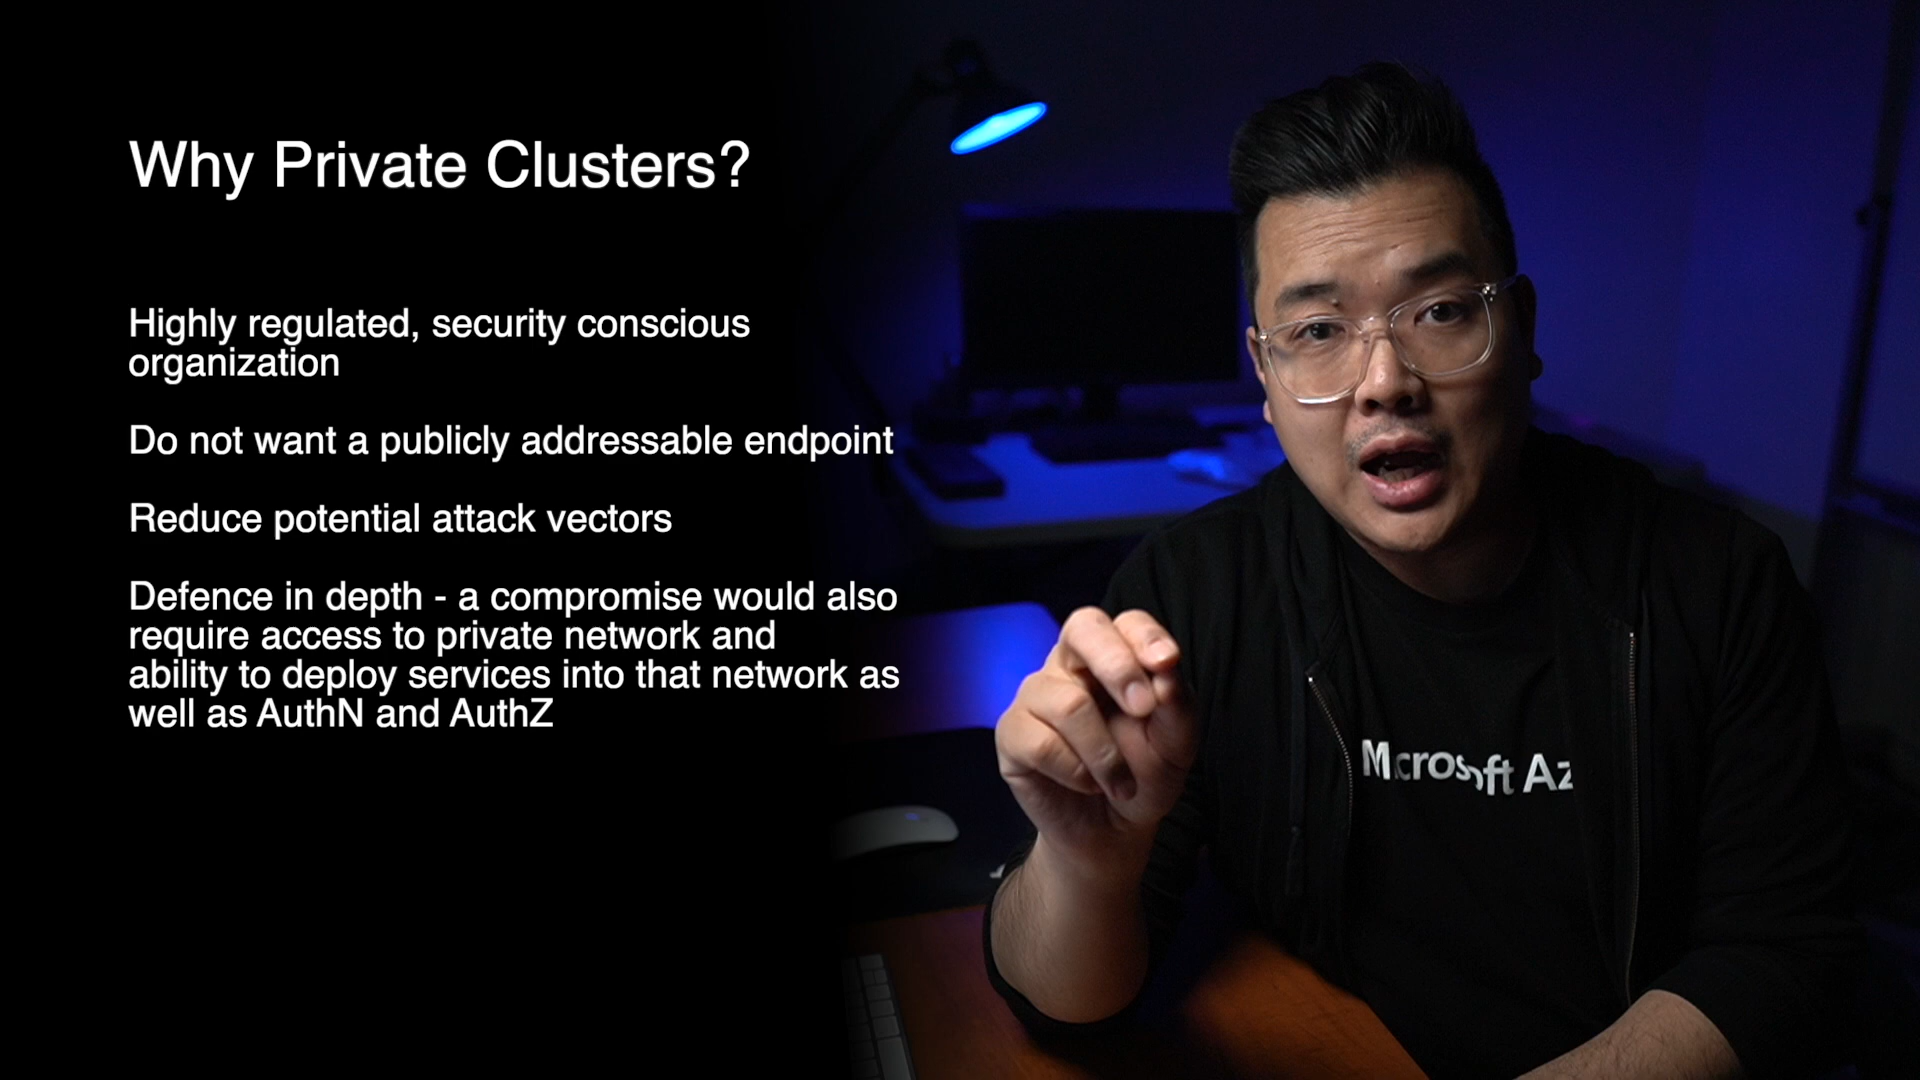 Why Private Clusters?
Highly regulated, security conscious
organization
Do not want a publicly addressable endpoint
Reduce potential attack vectors
Defence in depth - a compromise would also
require access to private network and
ability to deploy services into that network as
well as AuthN and AuthZ
Microsoft Az